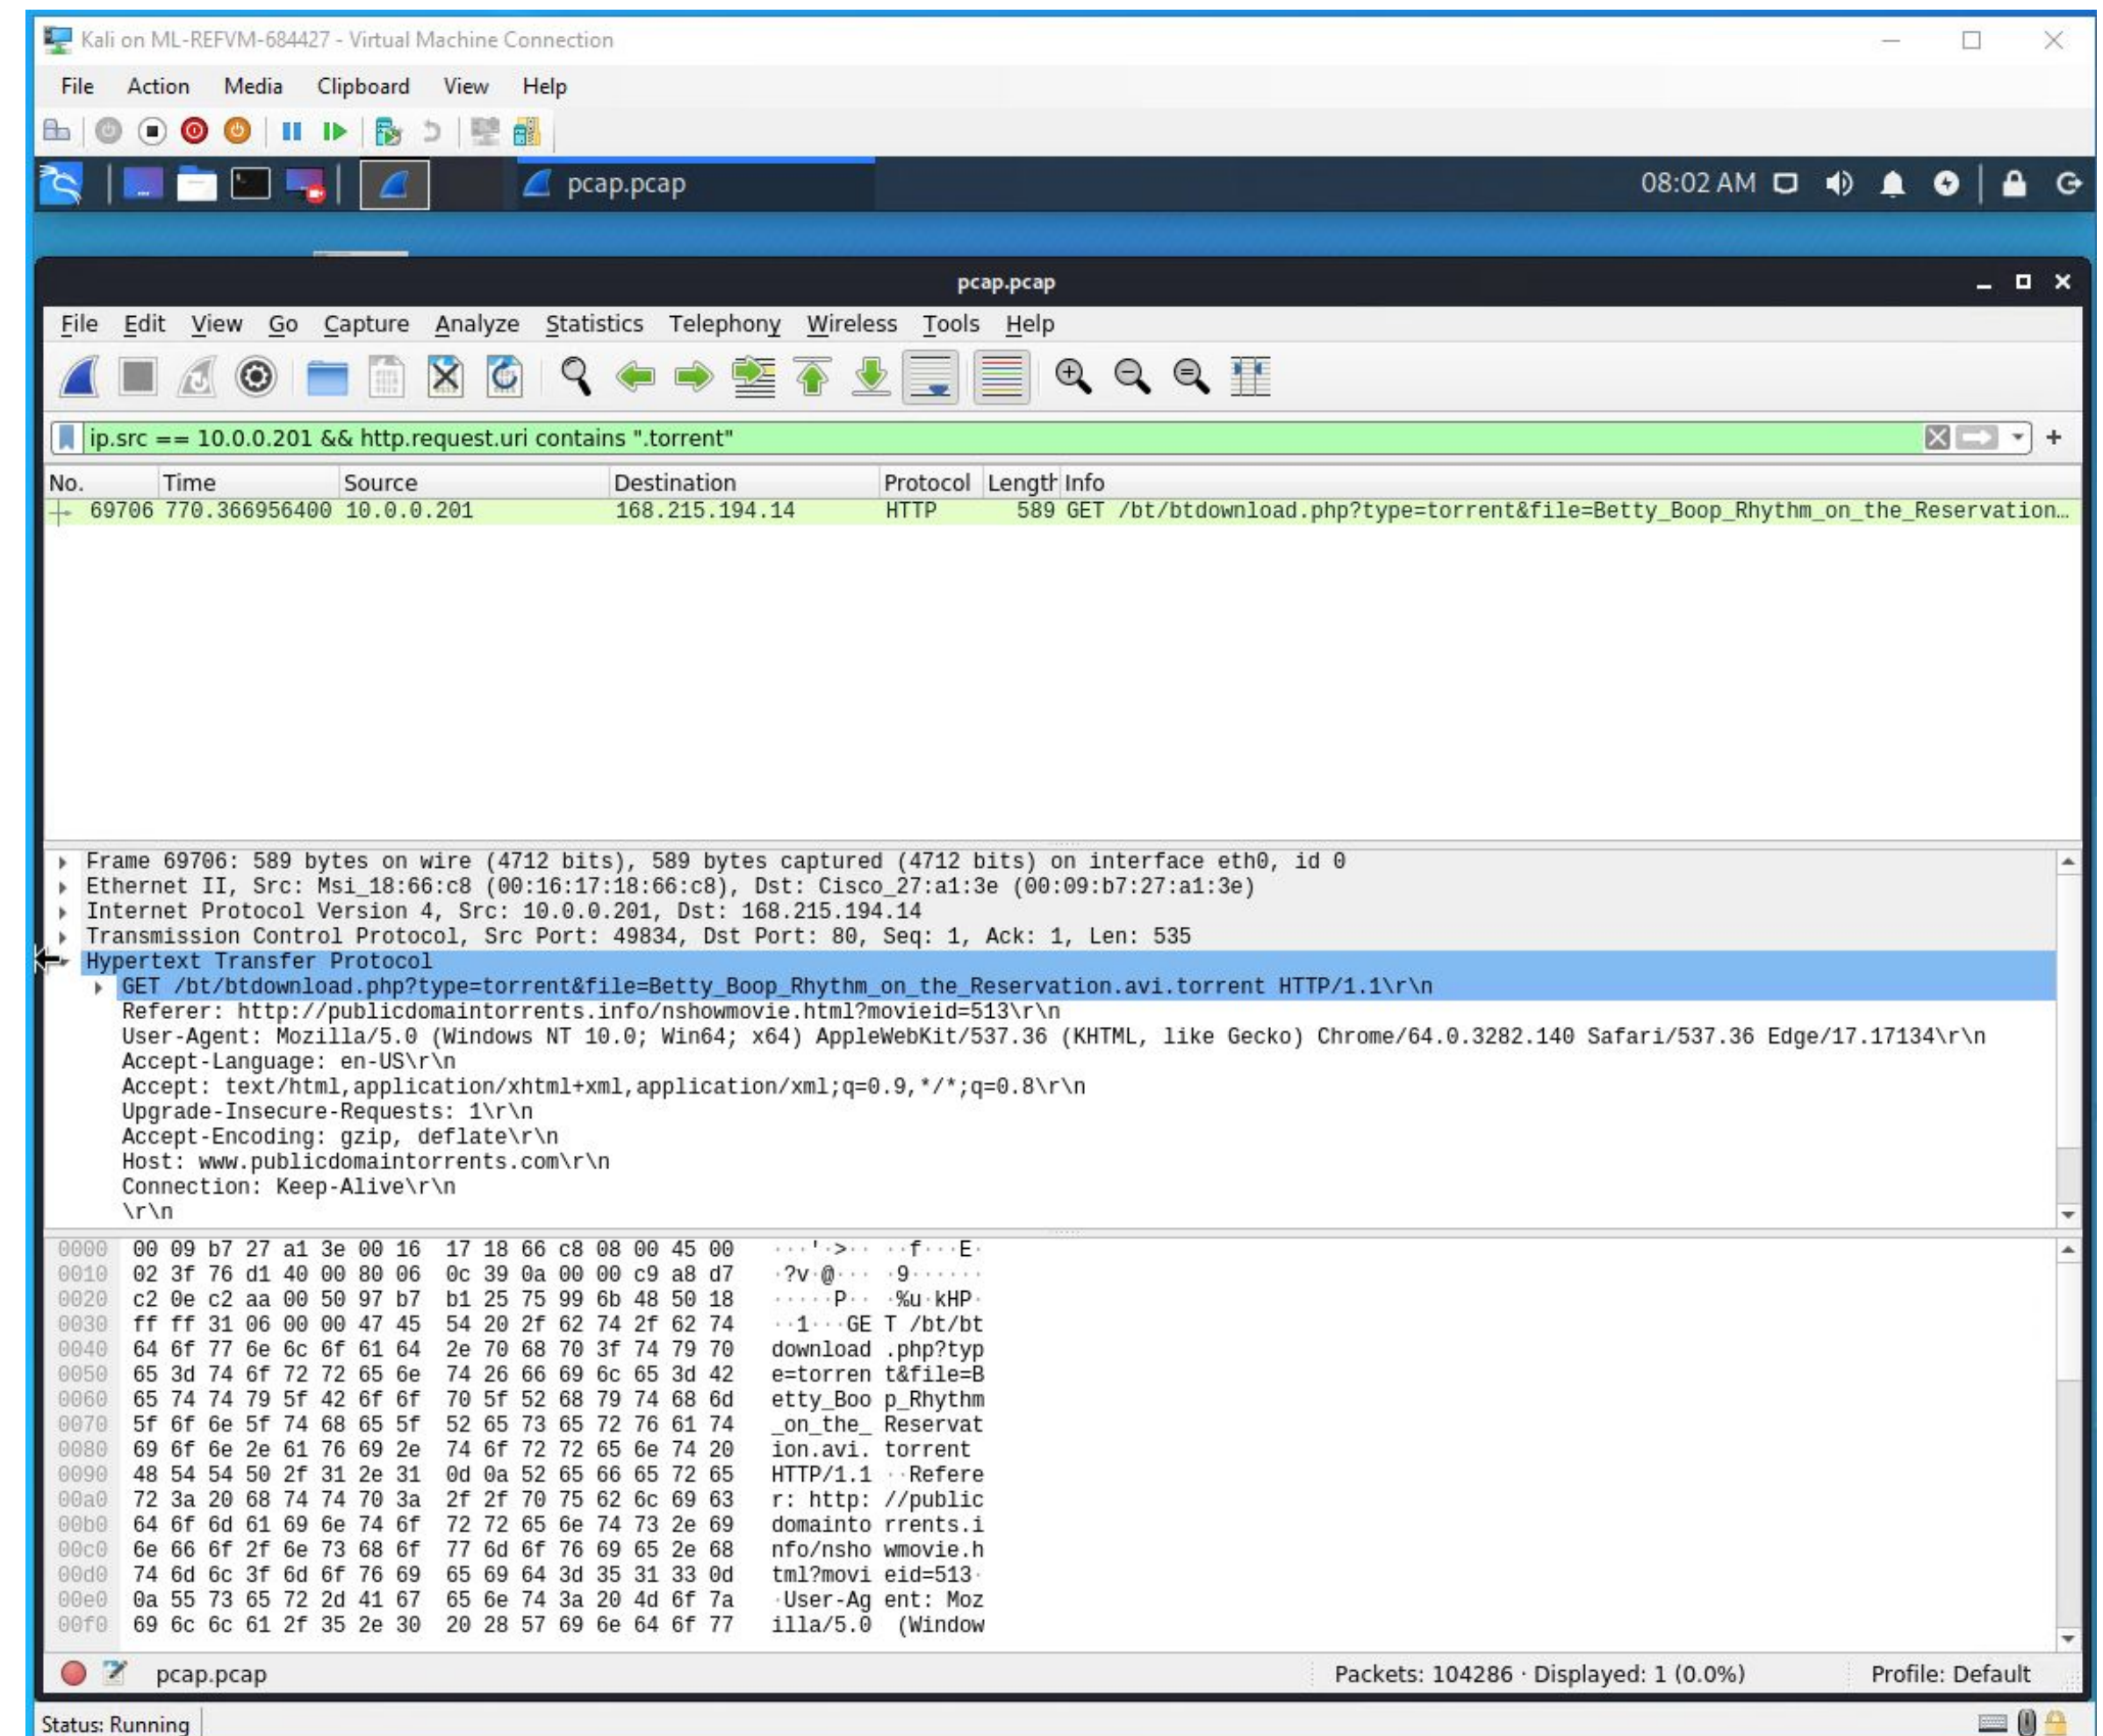 Kali on ML-REFVM-684427 - Virtual Machine Connection
File Action Media Clipboard View Help
pcap.pcap 08:02 AM
pcap.pcap
File Edit View Go Capture Analyze Statistics Telephony Wireless Tools Help
ip.src == 10.0.0.201 && http.request.uri contains ".torrent"
No. Time Source Destination Protocol Length Info
69706 770.366956400 10.0.0.201 168.215.194.14 HTTP 589 GET /bt/btdownload.php?type=torrent&file=Betty_Boop_Rhythm_on_the_Reservation…
Frame 69706: 589 bytes on wire (4712 bits), 589 bytes captured (4712 bits) on interface eth0, id 0
Ethernet II, Src: Msi_18:66:c8 (00:16:17:18:66:c8), Dst: Cisco_27:a1:3e (00:09:b7:27:a1:3e)
Internet Protocol Version 4, Src: 10.0.0.201, Dst: 168.215.194.14
Transmission Control Protocol, Src Port: 49834, Dst Port: 80, Seq: 1, Ack: 1, Len: 535
Hypertext Transfer Protocol
GET /bt/btdownload.php?type=torrent&file=Betty_Boop_Rhythm_on_the_Reservation.avi.torrent HTTP/1.1\r\n
Referer: http://publicdomaintorrents.info/nshowmovie.html?movieid=513\r\n
User-Agent: Mozilla/5.0 (Windows NT 10.0; Win64; x64) AppleWebKit/537.36 (KHTML, like Gecko) Chrome/64.0.3282.140 Safari/537.36 Edge/17.17134\r\n
Accept-Language: en-US\r\n
Accept: text/html,application/xhtml+xml,application/xml;q=0.9,*/*;q=0.8\r\n
Upgrade-Insecure-Requests: 1\r\n
Accept-Encoding: gzip, deflate\r\n
Host: www.publicdomaintorrents.com\r\n
Connection: Keep-Alive\r\n
\r\n
0000 00 09 b7 27 a1 3e 00 16 17 18 66 c8 08 00 45 00 ···'·>·· ··f···E·
0010 02 3f 76 d1 40 00 80 06 0c 39 0a 00 00 c9 a8 d7 ·?v·@··· ·9······
0020 c2 0e c2 aa 00 50 97 b7 b1 25 75 99 6b 48 50 18 ·····P·· ·%u·kHP·
0030 ff ff 31 06 00 00 47 45 54 20 2f 62 74 2f 62 74 ··1···GE T /bt/bt
0040 64 6f 77 6e 6c 6f 61 64 2e 70 68 70 3f 74 79 70 download .php?typ
0050 65 3d 74 6f 72 72 65 6e 74 26 66 69 6c 65 3d 42 e=torren t&file=B
0060 65 74 74 79 5f 42 6f 6f 70 5f 52 68 79 74 68 6d etty_Boo p_Rhythm
0070 5f 6f 6e 5f 74 68 65 5f 52 65 73 65 72 76 61 74 _on_the_ Reservat
0080 69 6f 6e 2e 61 76 69 2e 74 6f 72 72 65 6e 74 20 ion.avi. torrent
0090 48 54 54 50 2f 31 2e 31 0d 0a 52 65 66 65 72 65 HTTP/1.1 ··Refere
00a0 72 3a 20 68 74 74 70 3a 2f 2f 70 75 62 6c 69 63 r: http: //public
00b0 64 6f 6d 61 69 6e 74 6f 72 72 65 6e 74 73 2e 69 domainto rrents.i
00c0 6e 66 6f 2f 6e 73 68 6f 77 6d 6f 76 69 65 2e 68 nfo/nsho wmovie.h
00d0 74 6d 6c 3f 6d 6f 76 69 65 69 64 3d 35 31 33 0d tml?movi eid=513·
00e0 0a 55 73 65 72 2d 41 67 65 6e 74 3a 20 4d 6f 7a ·User-Ag ent: Moz
00f0 69 6c 6c 61 2f 35 2e 30 20 28 57 69 6e 64 6f 77 illa/5.0 (Window
pcap.pcap Packets: 104286 · Displayed: 1 (0.0%) Profile: Default
Status: Running